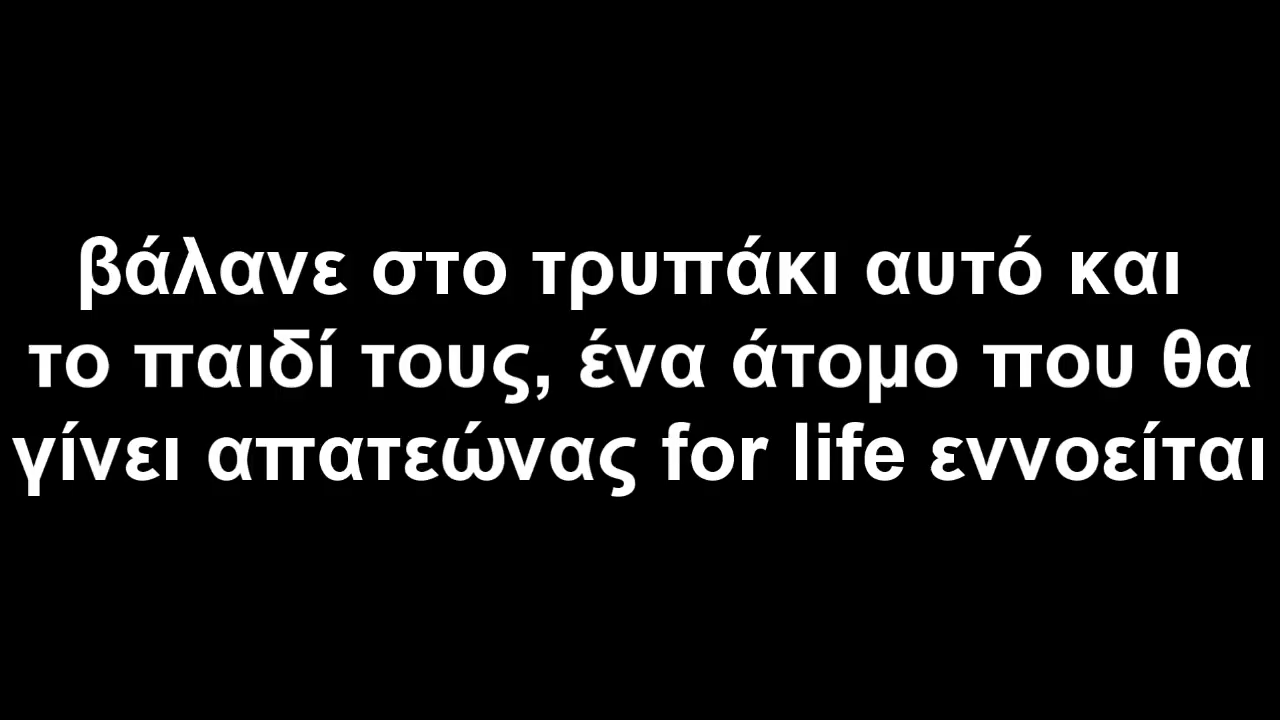 βάλανε στο τρυπάκι αυτό και
το παιδί τους, ένα άτομο που θα
γίνει απατεώνας for life εννοείται